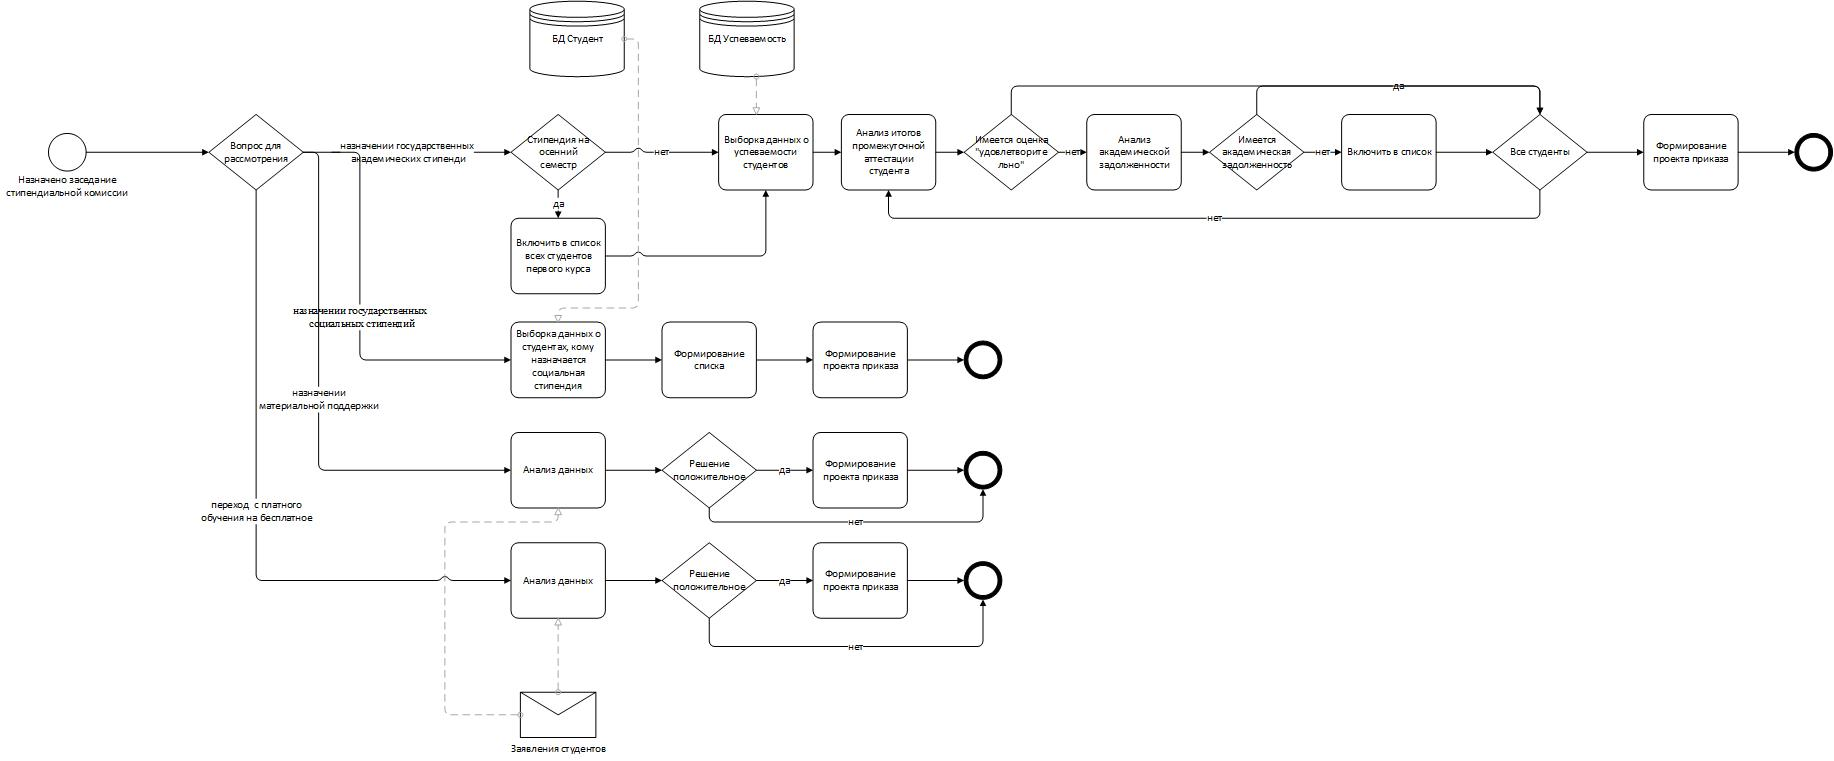 БД Студент
БД Успеваемость
да
Назначено заседание
стипендиальной комиссии
Вопрос для
рассмотрения
назначении государственных
академических стипенди
Стипендия на
осенний
семестр
нет
Выборка данных о
успеваемости
студентов
Анализ итогов
промежуточной
аттестации
студента
Имеется оценка
"удовлетворите
льно"
нет
Анализ
академической
задолженности
Имеется
академическая
задолженность
нет
Включить в список
Все студенты
Формирование
проекта приказа
да
нет
Включить в список
всех студентов
первого курса
назначении государственных
социальных стипендий
Выборка данных о
студентах, кому
назначается
социальная
стипендия
Формирование
списка
Формирование
проекта приказа
назначении
материальной поддержки
Анализ данных
Решение
положительное
да
Формирование
проекта приказа
нет
переход с платного
обучения на бесплатное
Анализ данных
Решение
положительное
да
Формирование
проекта приказа
нет
Заявления студентов